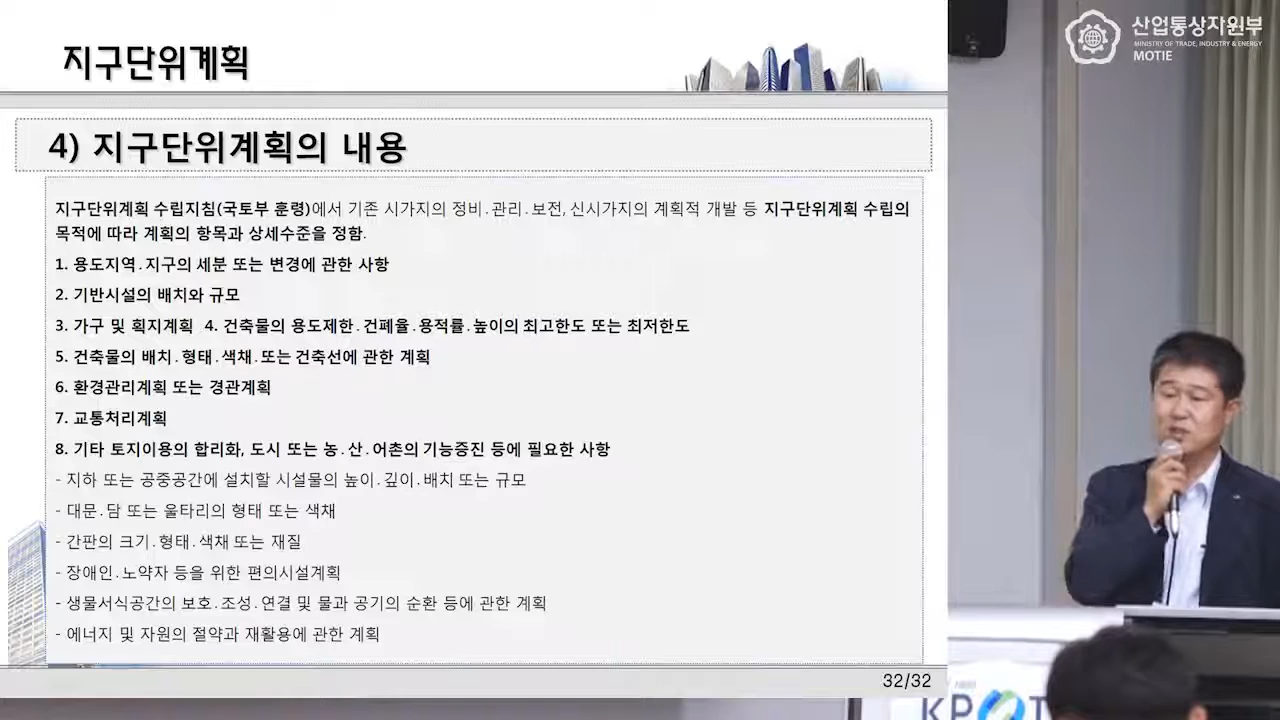 지구단위계획
산업통상자원부
MINISTRY OF TRADE, INDUSTRY & ENERGY
MOTIE
4) 지구단위계획의 내용
지구단위계획 수립지침(국토부 훈령)에서 기존 시가지의 정비.관리.보전, 신시가지의 계획적 개발 등 지구단위계획 수립의
목적에 따라 계획의 항목과 상세수준을 정함.
1. 용도지역.지구의 세분 또는 변경에 관한 사항
2. 기반시설의 배치와 규모
3. 가구 및 획지계획 4. 건축물의 용도제한.건폐율.용적률.높이의 최고한도 또는 최저한도
5. 건축물의 배치.형태.색채.또는 건축선에 관한 계획
6. 환경관리계획 또는 경관계획
7. 교통처리계획
8. 기타 토지이용의 합리화, 도시 또는 농.산.어촌의 기능증진 등에 필요한 사항
- 지하 또는 공중공간에 설치할 시설물의 높이.깊이.배치 또는 규모
- 대문.담 또는 울타리의 형태 또는 색채
- 간판의 크기.형태.색채 또는 재질
- 장애인.노약자 등을 위한 편의시설계획
- 생물서식공간의 보호.조성.연결 및 물과 공기의 순환 등에 관한 계획
- 에너지 및 자원의 절약과 재활용에 관한 계획
32/32